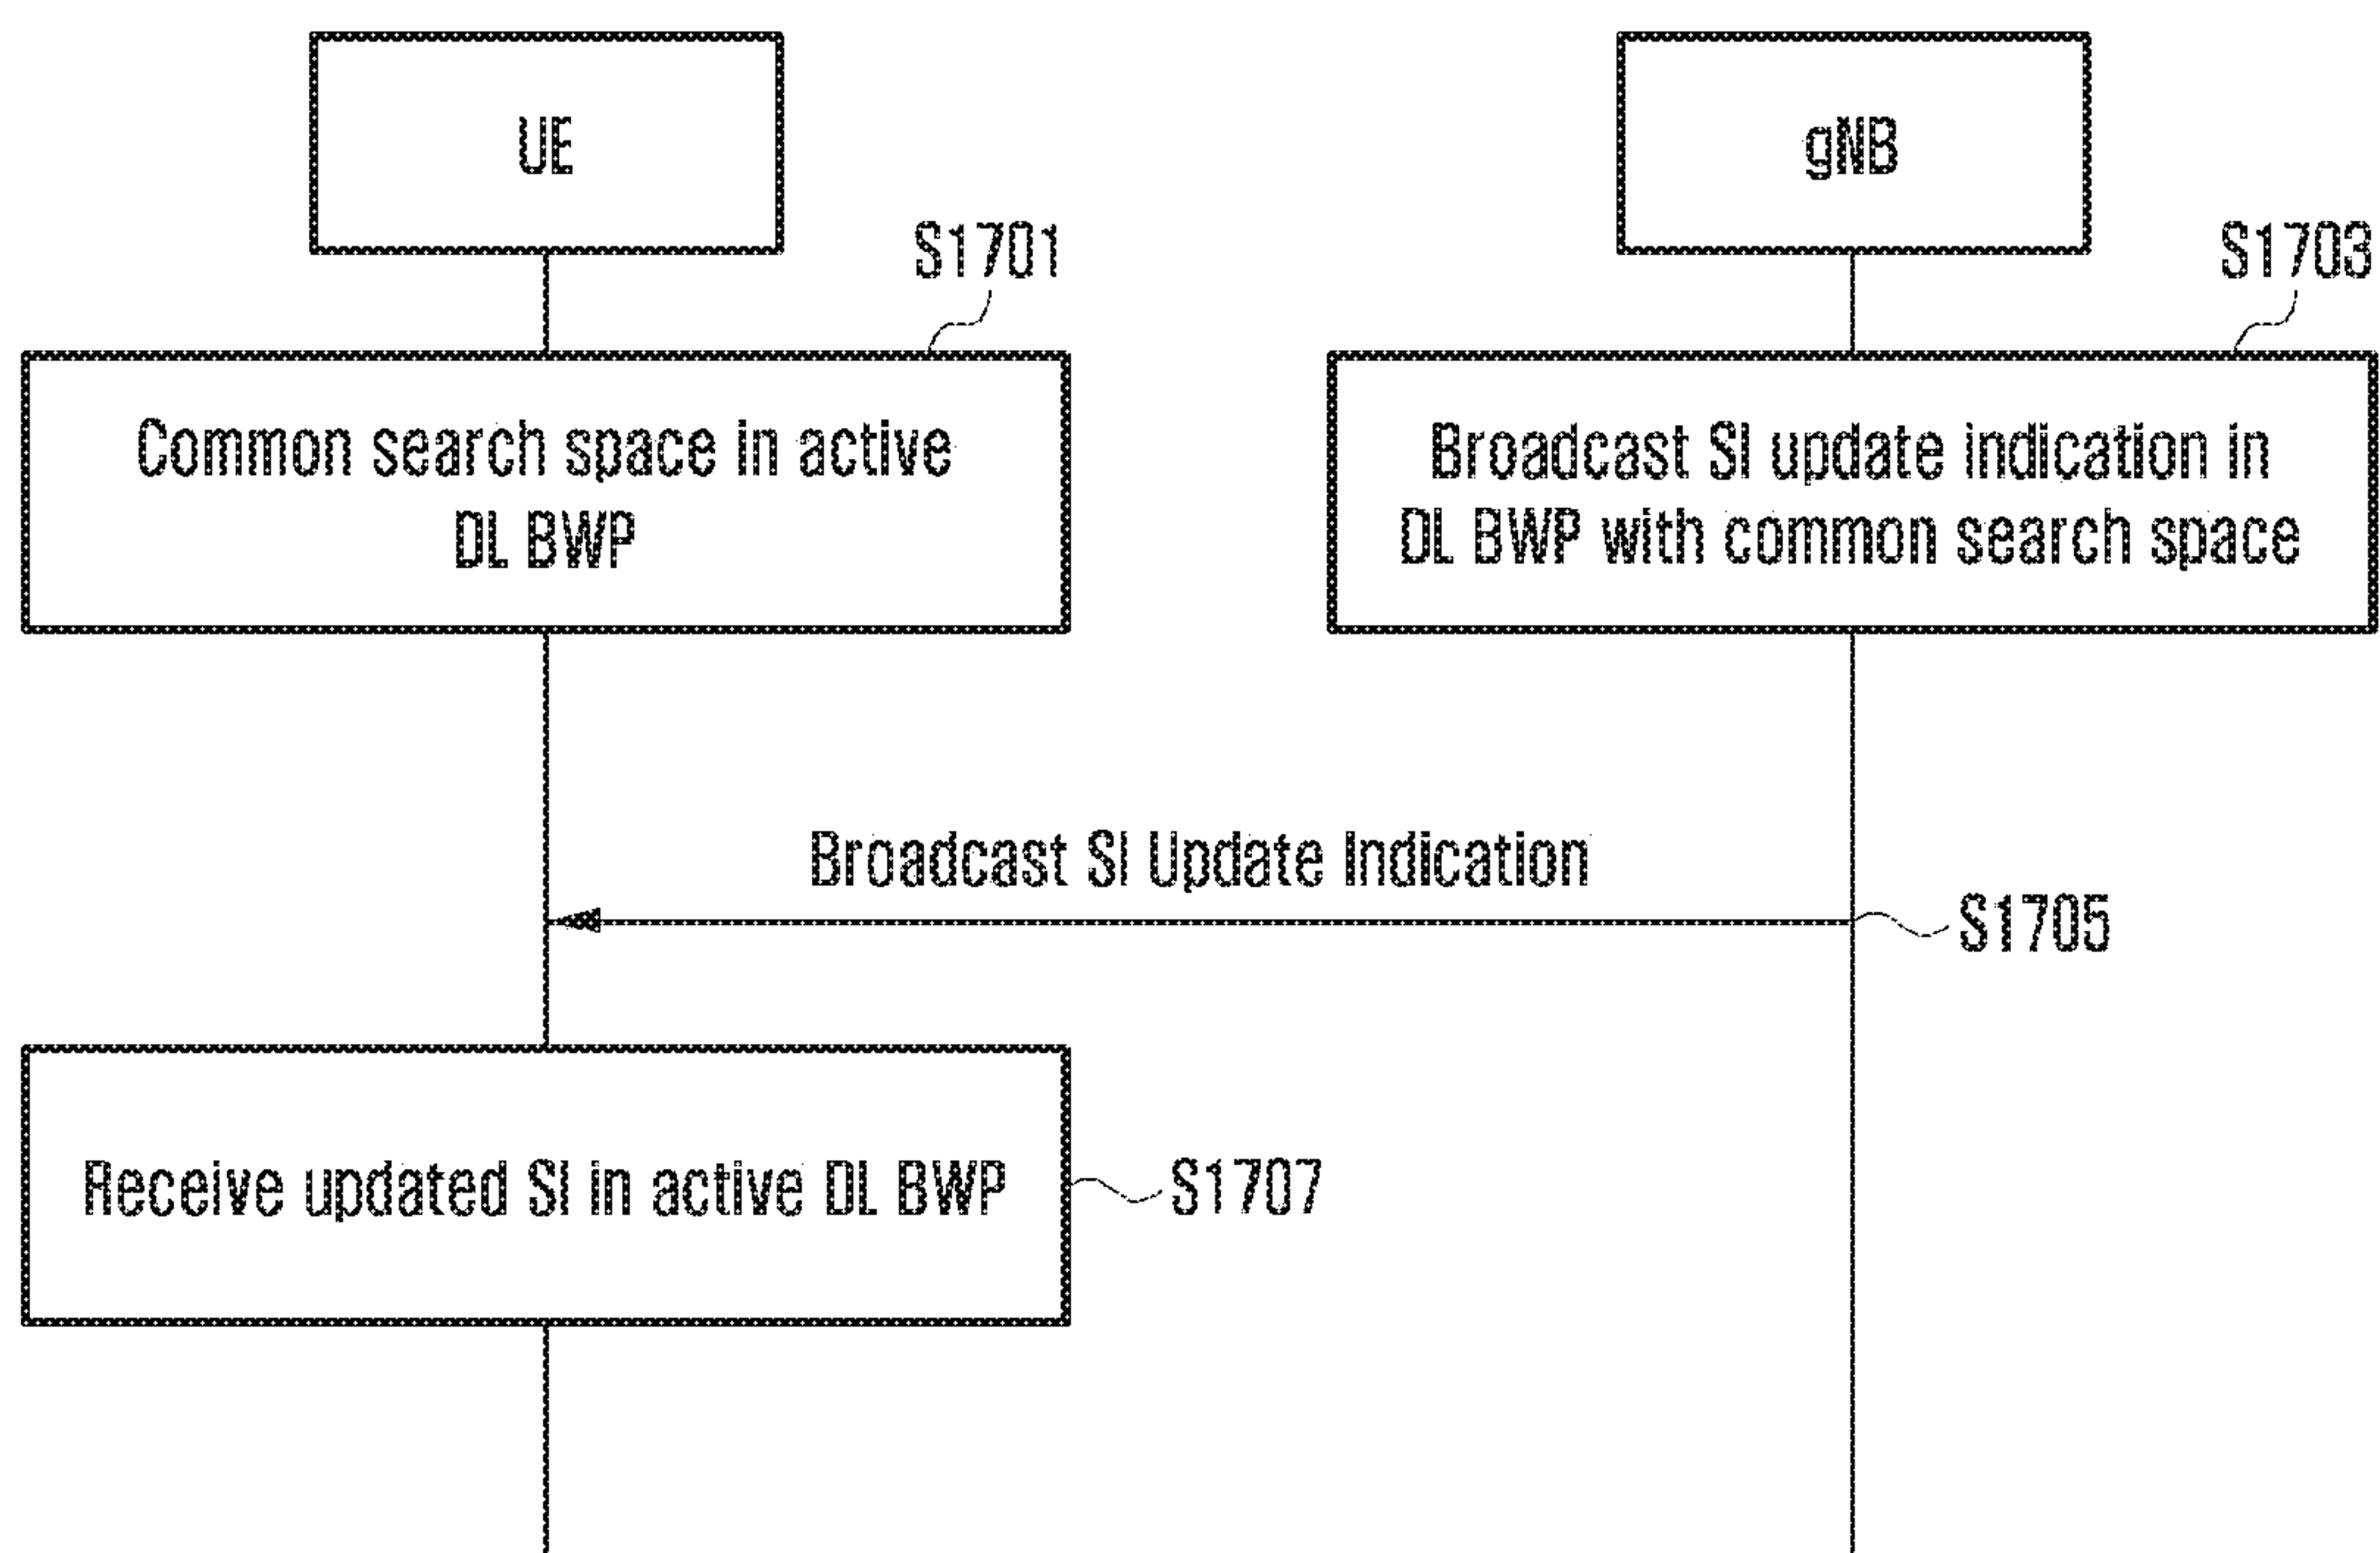 UE
gNB
S1701
S1703
Common search space in active
DL BWP
Broadcast SI update indication in
DL BWP with common search space
Broadcast SI Update Indication
S1705
Receive updated SI in active DL BWP
S1707